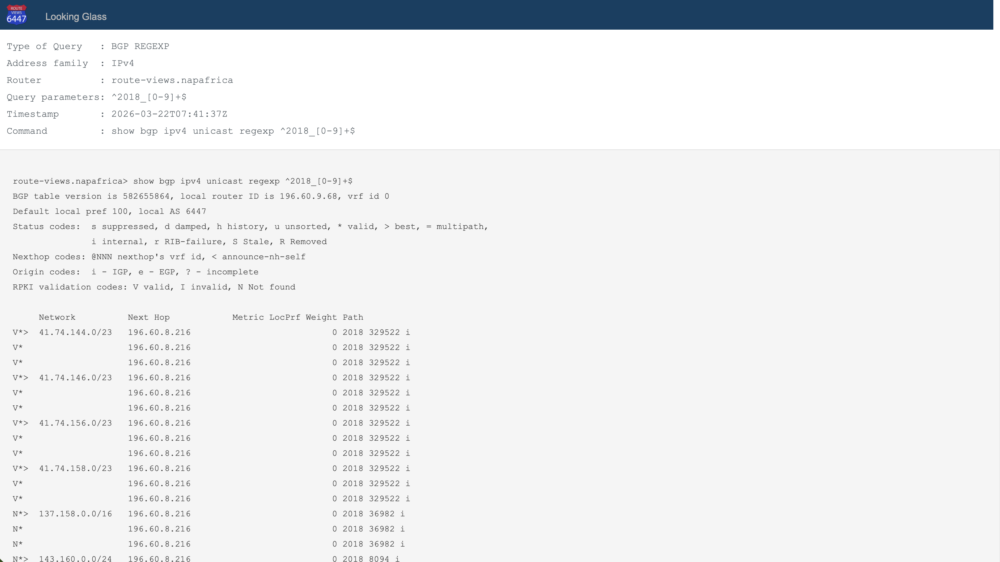 ROUTE
VIEWS
6447
Looking Glass
Type of Query   : BGP REGEXP
Address family  : IPv4
Router          : route-views.napafrica
Query parameters: ^2018_[0-9]+$
Timestamp       : 2026-03-22T07:41:37Z
Command         : show bgp ipv4 unicast regexp ^2018_[0-9]+$
route-views.napafrica> show bgp ipv4 unicast regexp ^2018_[0-9]+$
BGP table version is 582655864, local router ID is 196.60.9.68, vrf id 0
Default local pref 100, local AS 6447
Status codes:  s suppressed, d damped, h history, u unsorted, * valid, > best, = multipath,
               i internal, r RIB-failure, S Stale, R Removed
Nexthop codes: @NNN nexthop's vrf id, < announce-nh-self
Origin codes:  i - IGP, e - EGP, ? - incomplete
RPKI validation codes: V valid, I invalid, N Not found
     Network          Next Hop            Metric LocPrf Weight Path
V*>  41.74.144.0/23   196.60.8.216                           0 2018 329522 i
V*                    196.60.8.216                           0 2018 329522 i
V*                    196.60.8.216                           0 2018 329522 i
V*>  41.74.146.0/23   196.60.8.216                           0 2018 329522 i
V*                    196.60.8.216                           0 2018 329522 i
V*                    196.60.8.216                           0 2018 329522 i
V*>  41.74.156.0/23   196.60.8.216                           0 2018 329522 i
V*                    196.60.8.216                           0 2018 329522 i
V*                    196.60.8.216                           0 2018 329522 i
V*>  41.74.158.0/23   196.60.8.216                           0 2018 329522 i
V*                    196.60.8.216                           0 2018 329522 i
V*                    196.60.8.216                           0 2018 329522 i
N*>  137.158.0.0/16   196.60.8.216                           0 2018 36982 i
N*                    196.60.8.216                           0 2018 36982 i
N*                    196.60.8.216                           0 2018 36982 i
N*>  143.160.0.0/24   196.60.8.216                           0 2018 8094 i